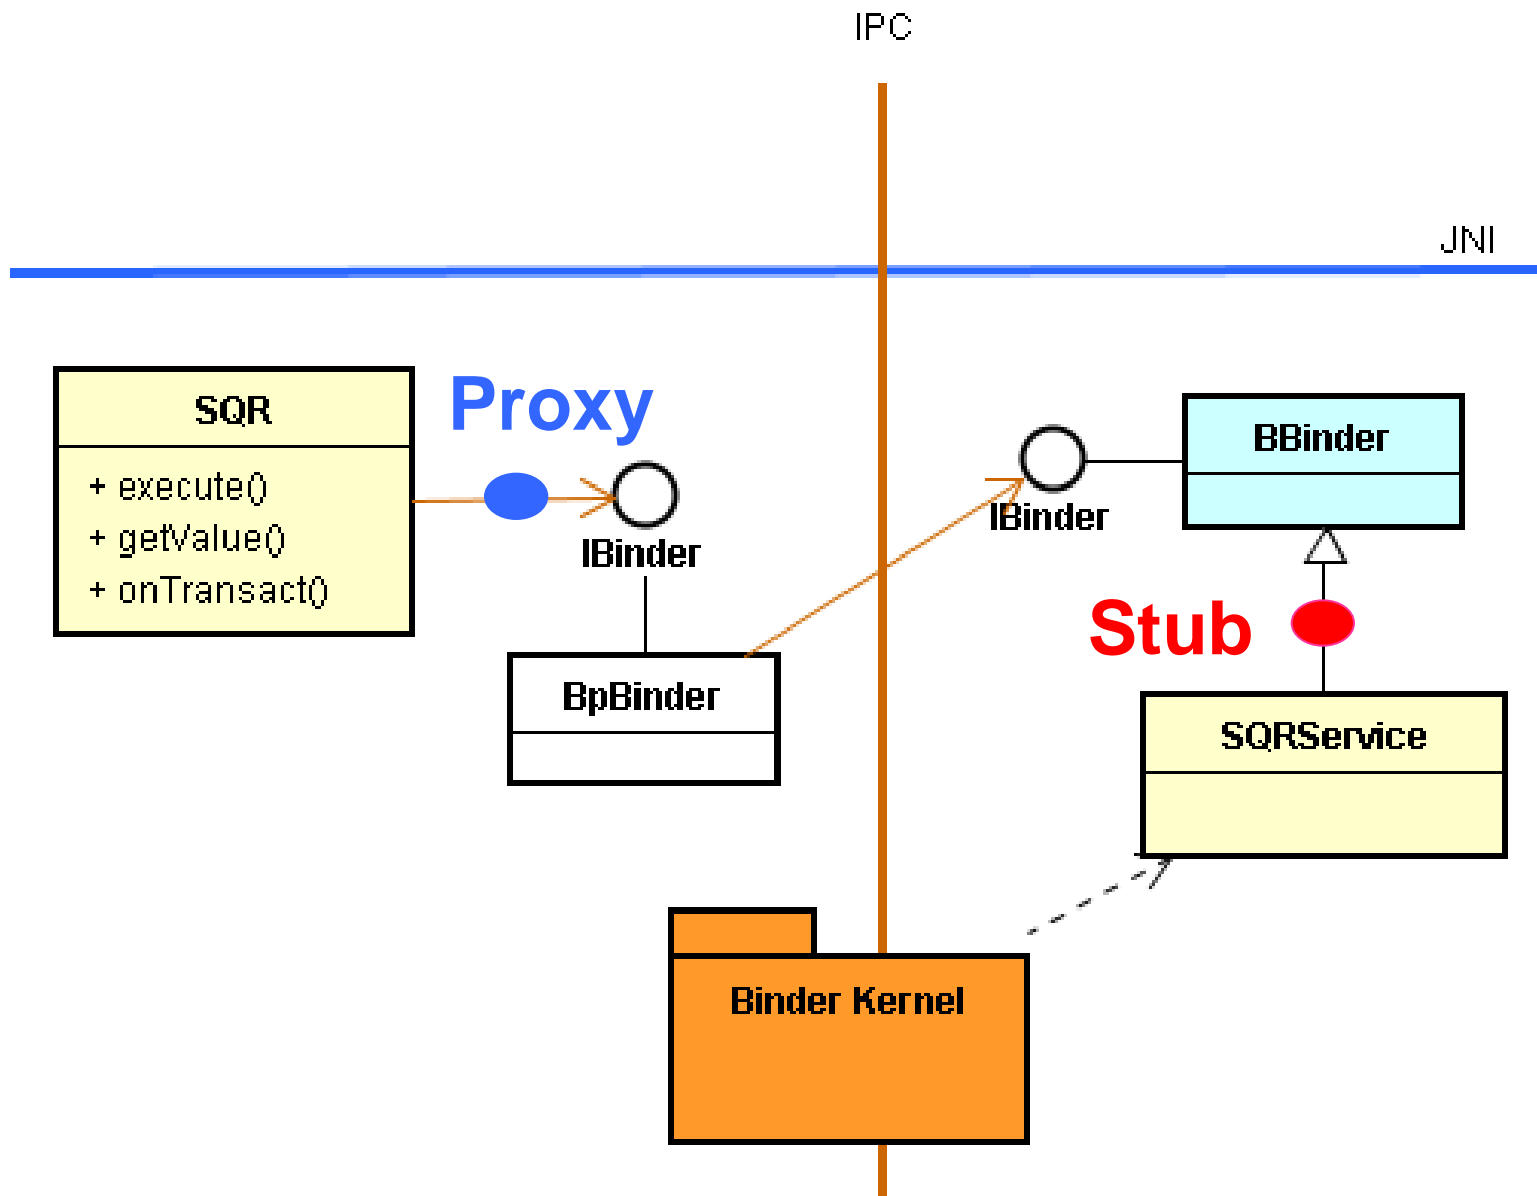 IPC
JNI
SQR
+ execute()
+ getValue()
+ onTransact()
Proxy
IBinder
BpBinder
IBinder
BBinder
Stub
SQRService
Binder Kernel